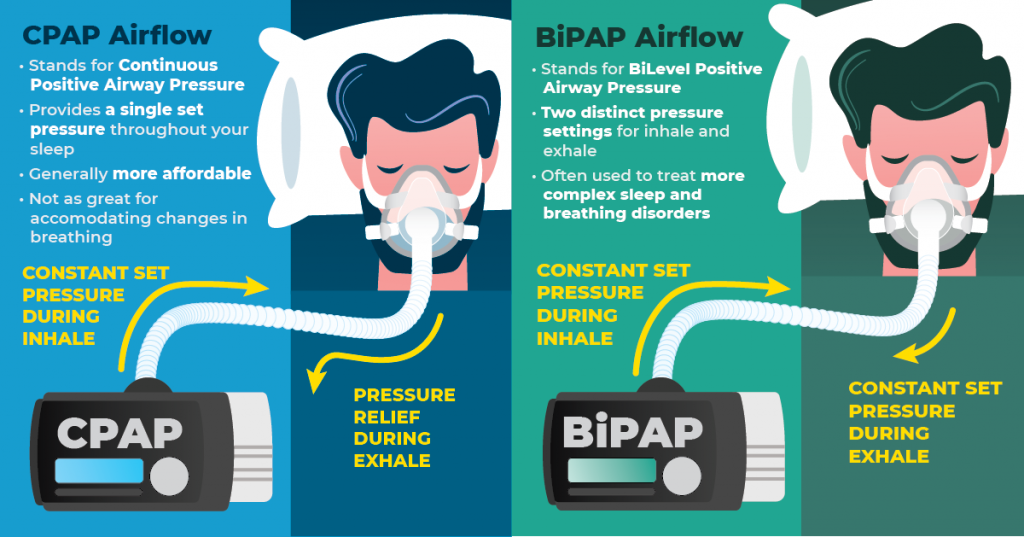 CPAP Airflow
• Stands for Continuous
Positive Airway Pressure
• Provides a single set
pressure throughout your
sleep
• Generally more affordable
• Not as great for
accomodating changes in
breathing
CONSTANT SET
PRESSURE
DURING
INHALE
CPAP
PRESSURE
RELIEF
DURING
EXHALE
BiPAP Airflow
• Stands for BiLevel Positive
Airway Pressure
• Two distinct pressure
settings for inhale and
exhale
• Often used to treat more
complex sleep and
breathing disorders
CONSTANT SET
PRESSURE
DURING
INHALE
BiPAP
CONSTANT SET
PRESSURE
DURING
EXHALE